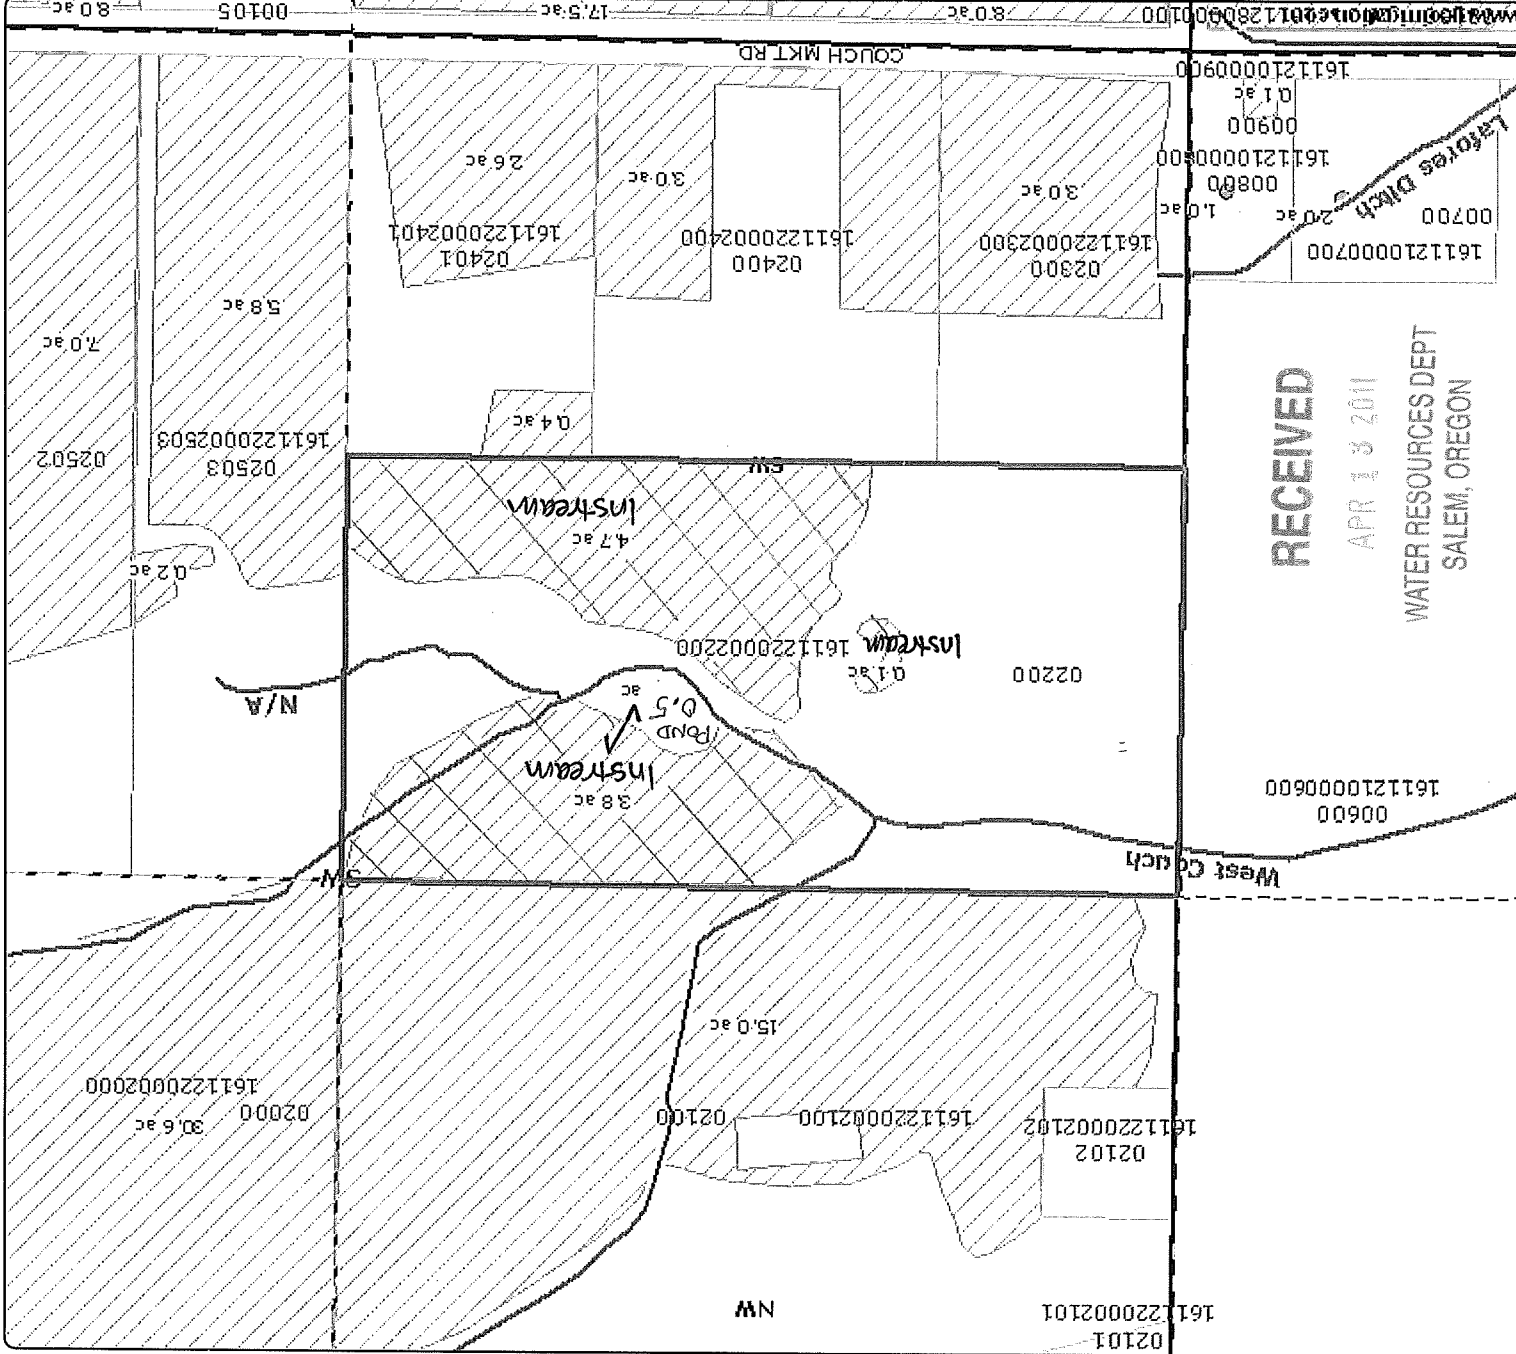 02101
1611220002101
NW
02102
1611220002102
1611220002100
02100
02000
1611220002000
30.6 ac
15.0 ac
West Couch
00600
1611210000600
SW
3.8 ac
Instream
POND
0.5
ac
N/A
02200
0.1 ac
Instream
1611220002200
0.2 ac
4.7 ac
Instream
SW
0.4 ac
02503
1611220002503
02502
5.8 ac
7.0 ac
1611210000700
00700
2.0 ac
Lafores Ditch
02300
1611220002300
3.0 ac
02400
1611220002400
3.0 ac
02401
1611220002401
2.6 ac
1.0 ac
00800
1611210000800
00900
0.1 ac
1611210000900
COUCH MKT RD
8.0 ac
17.5 ac
00105
8.0 ac
RECEIVED
APR 13 2011
WATER RESOURCES DEPT
SALEM, OREGON